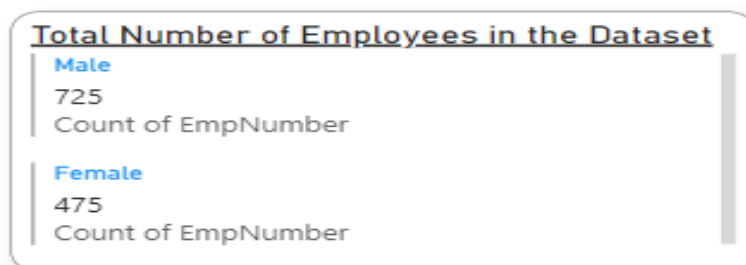 Total Number of Employees in the Dataset
Male
725
Count of EmpNumber
Female
475
Count of EmpNumber